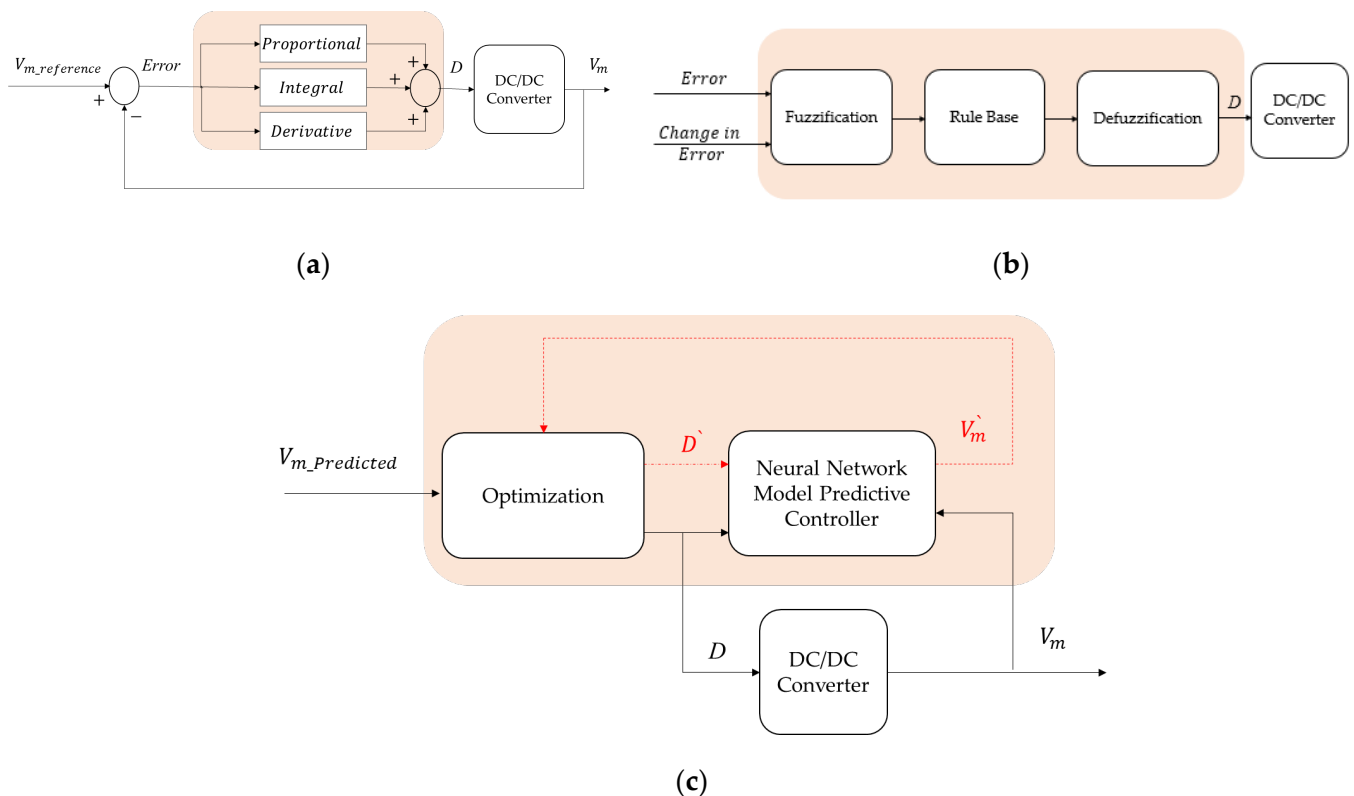 V_m_reference
+
−
Error
Proportional
Integral
Derivative
+
+
+
D
DC/DC
Converter
V_m
(a)
Error
Change in
Error
Fuzzification
Rule Base
Defuzzification
D
DC/DC
Converter
(b)
V_m_Predicted
Optimization
D`
Neural Network
Model Predictive
Controller
V_m`
D
DC/DC
Converter
V_m
(c)